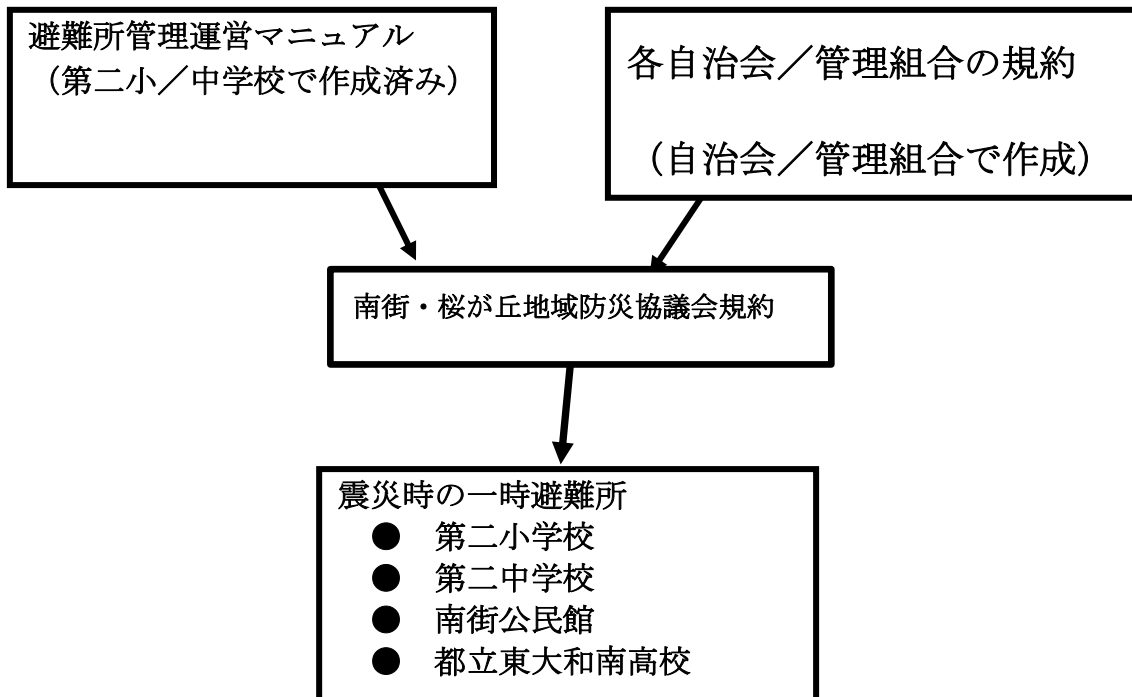 避難所管理運営マニュアル
（第二小／中学校で作成済み）
各自治会／管理組合の規約
（自治会／管理組合で作成）
南街・桜が丘地域防災協議会規約
震災時の一時避難所
● 第二小学校
● 第二中学校
● 南街公民館
● 都立東大和南高校